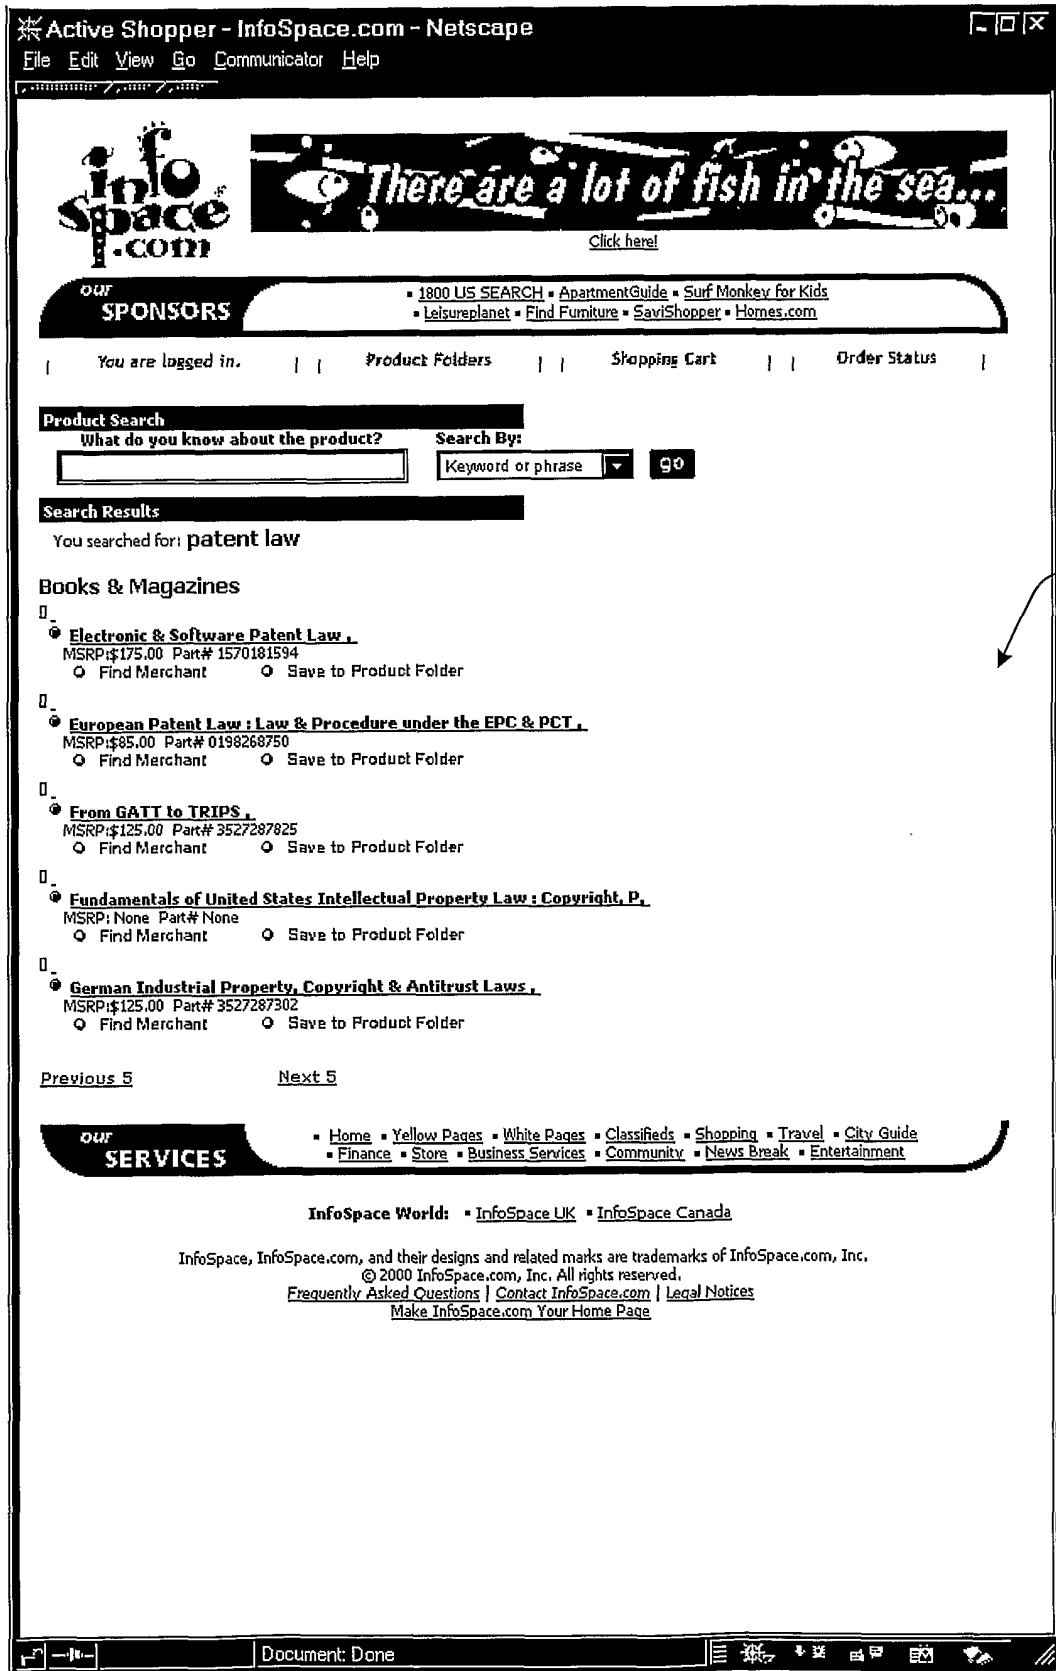 Active Shopper - InfoSpace.com - Netscape
File Edit View Go Communicator Help
info
space
.com
There are a lot of fish in the sea...
Click here!
our
SPONSORS
▪ 1800 US SEARCH ▪ ApartmentGuide ▪ Surf Monkey for Kids
▪ Leisureplanet ▪ Find Furniture ▪ SaviShopper ▪ Homes.com
| You are logged in. | | Product Folders | | Shopping Cart | | Order Status |
Product Search
What do you know about the product? Search By:
Keyword or phrase go
Search Results
You searched for: patent law
Books & Magazines
Electronic & Software Patent Law ,
MSRP:$175.00 Part# 1570181594
Find Merchant Save to Product Folder
European Patent Law : Law & Procedure under the EPC & PCT ,
MSRP:$85.00 Part# 0198268750
Find Merchant Save to Product Folder
From GATT to TRIPS ,
MSRP:$125.00 Part# 3527287825
Find Merchant Save to Product Folder
Fundamentals of United States Intellectual Property Law : Copyright, P,
MSRP: None Part# None
Find Merchant Save to Product Folder
German Industrial Property, Copyright & Antitrust Laws ,
MSRP:$125.00 Part# 3527287302
Find Merchant Save to Product Folder
Previous 5 Next 5
our
SERVICES
▪ Home ▪ Yellow Pages ▪ White Pages ▪ Classifieds ▪ Shopping ▪ Travel ▪ City Guide
▪ Finance ▪ Store ▪ Business Services ▪ Community ▪ News Break ▪ Entertainment
InfoSpace World: ▪ InfoSpace UK ▪ InfoSpace Canada
InfoSpace, InfoSpace.com, and their designs and related marks are trademarks of InfoSpace.com, Inc.
© 2000 InfoSpace.com, Inc. All rights reserved.
Frequently Asked Questions | Contact InfoSpace.com | Legal Notices
Make InfoSpace.com Your Home Page
Document: Done